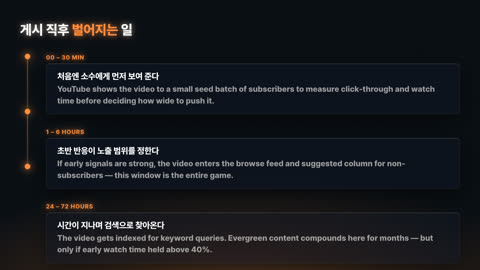 게시 직후 벌어지는 일
00 – 30 MIN
처음엔 소수에게 먼저 보여 준다
YouTube shows the video to a small seed batch of subscribers to measure click-through and watch
time before deciding how wide to push it.
1 – 6 HOURS
초반 반응이 노출 범위를 정한다
If early signals are strong, the video enters the browse feed and suggested column for non-
subscribers — this window is the entire game.
24 – 72 HOURS
시간이 지나며 검색으로 찾아온다
The video gets indexed for keyword queries. Evergreen content compounds here for months — but
only if early watch time held above 40%.